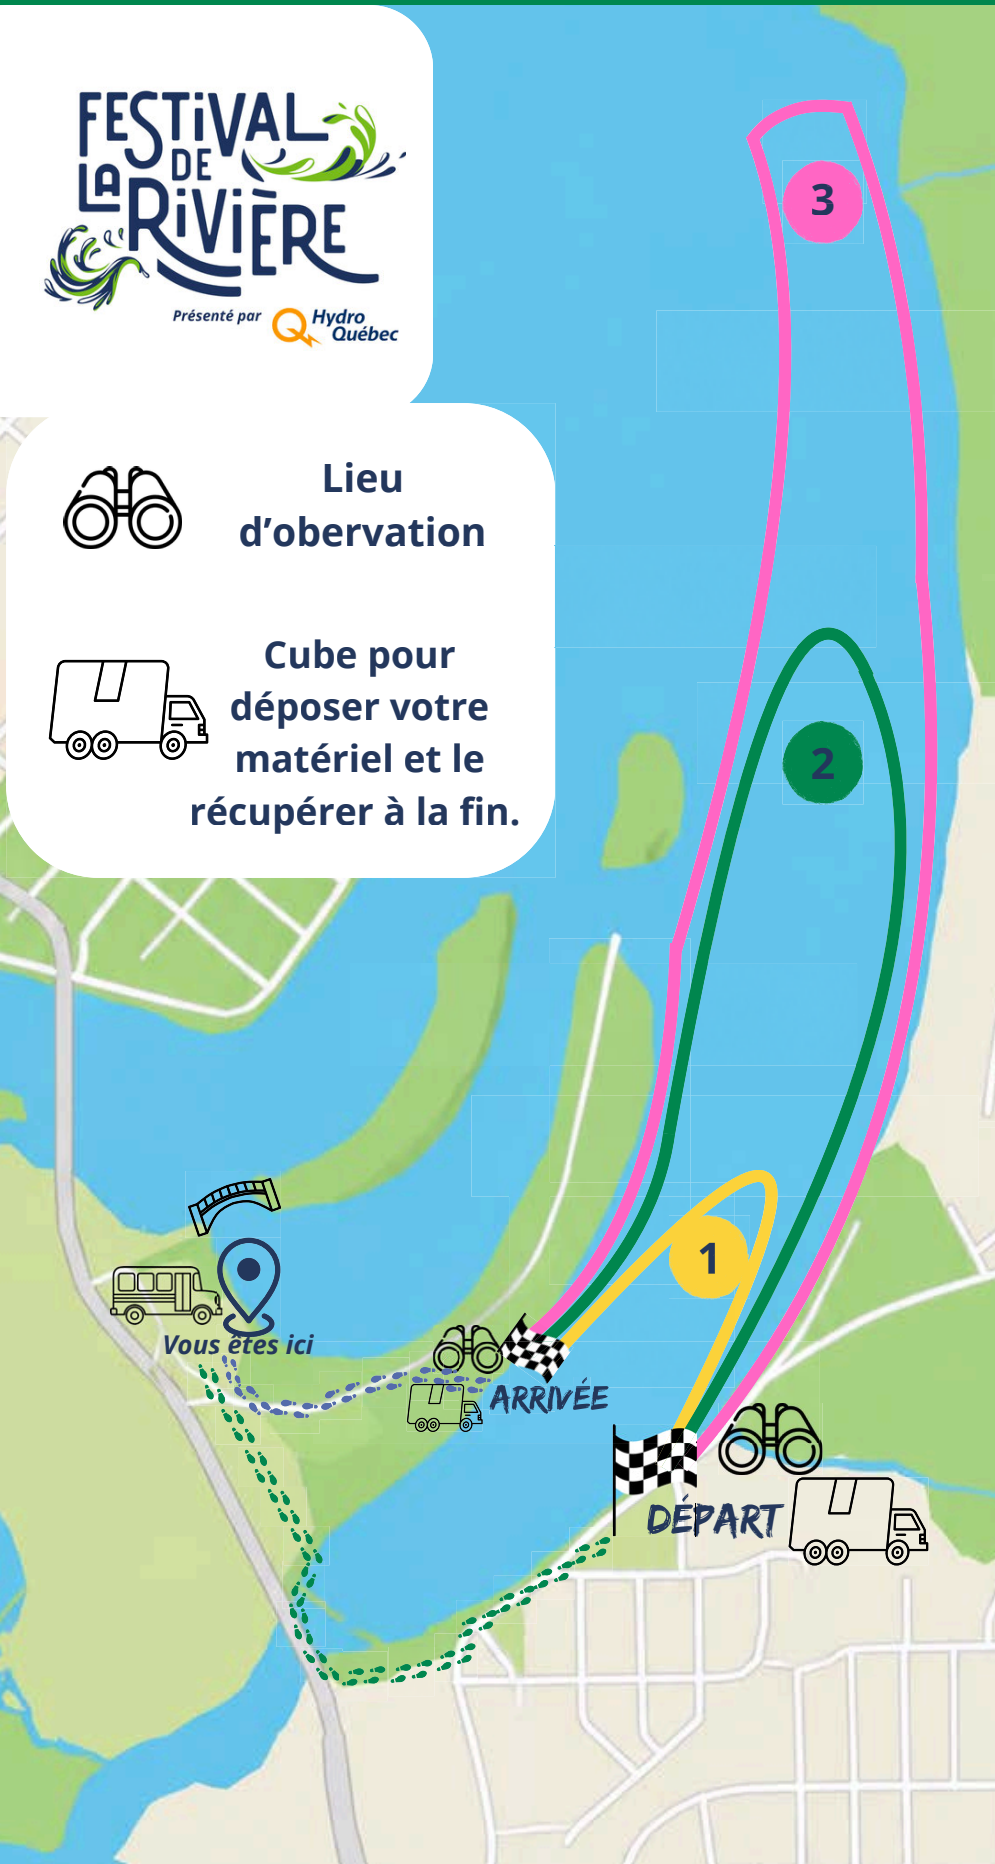 FESTIVAL
DE
LA
RIVIÈRE
Présenté par
Hydro
Québec
Lieu
d’obervation
Cube pour
déposer votre
matériel et le
récupérer à la fin.
3
2
1
Vous êtes ici
ARRIVÉE
DÉPART